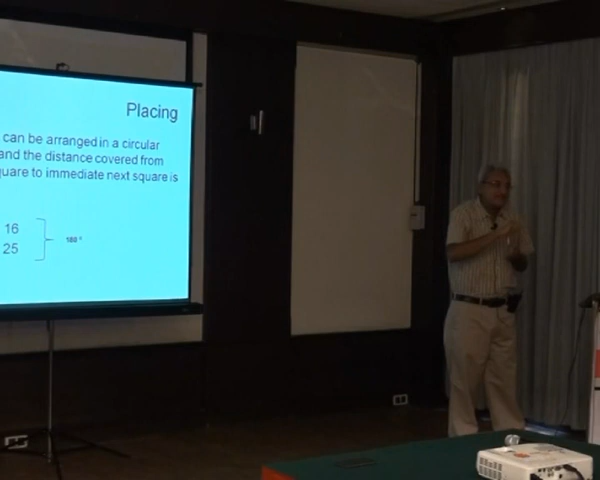 Placing
can be arranged in a circular
and the distance covered from
uare to immediate next square is
16
25
180 °